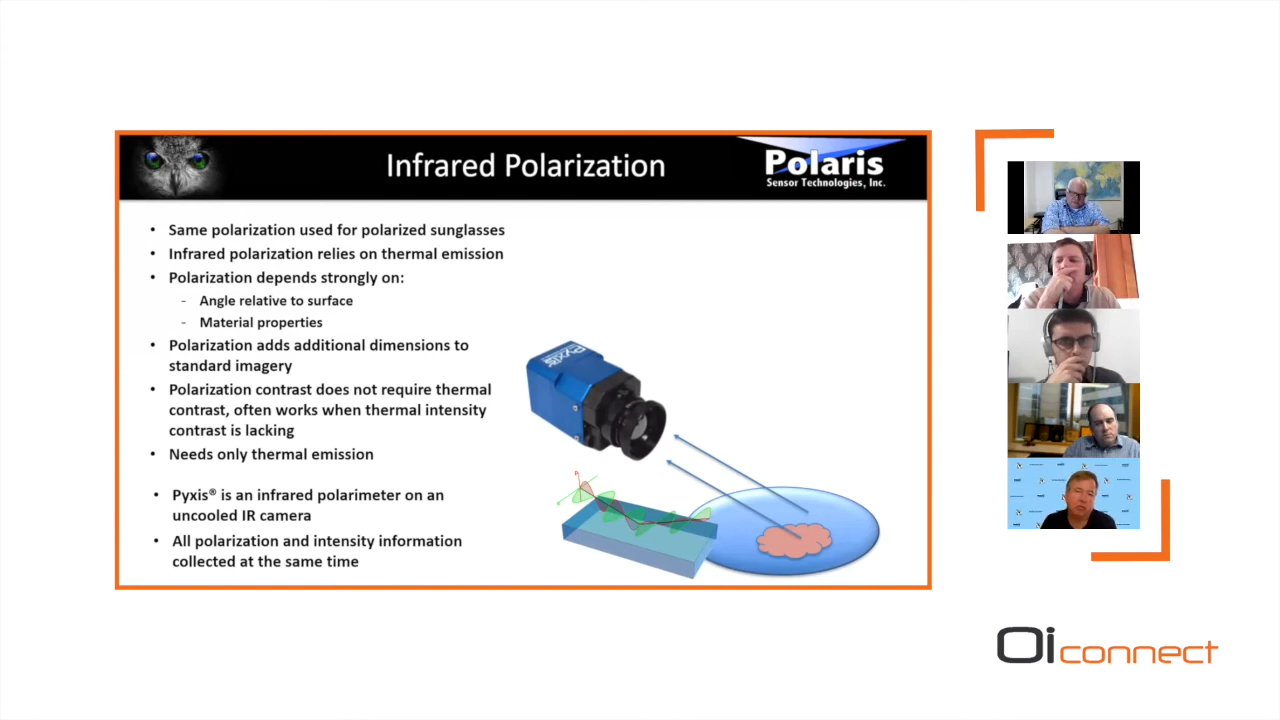 Infrared Polarization
Polaris
Sensor Technologies, Inc.
• Same polarization used for polarized sunglasses
• Infrared polarization relies on thermal emission
• Polarization depends strongly on:
- Angle relative to surface
- Material properties
• Polarization adds additional dimensions to
standard imagery
• Polarization contrast does not require thermal
contrast, often works when thermal intensity
contrast is lacking
• Needs only thermal emission
• Pyxis® is an infrared polarimeter on an
uncooled IR camera
• All polarization and intensity information
collected at the same time
Pyxis
Oi connect